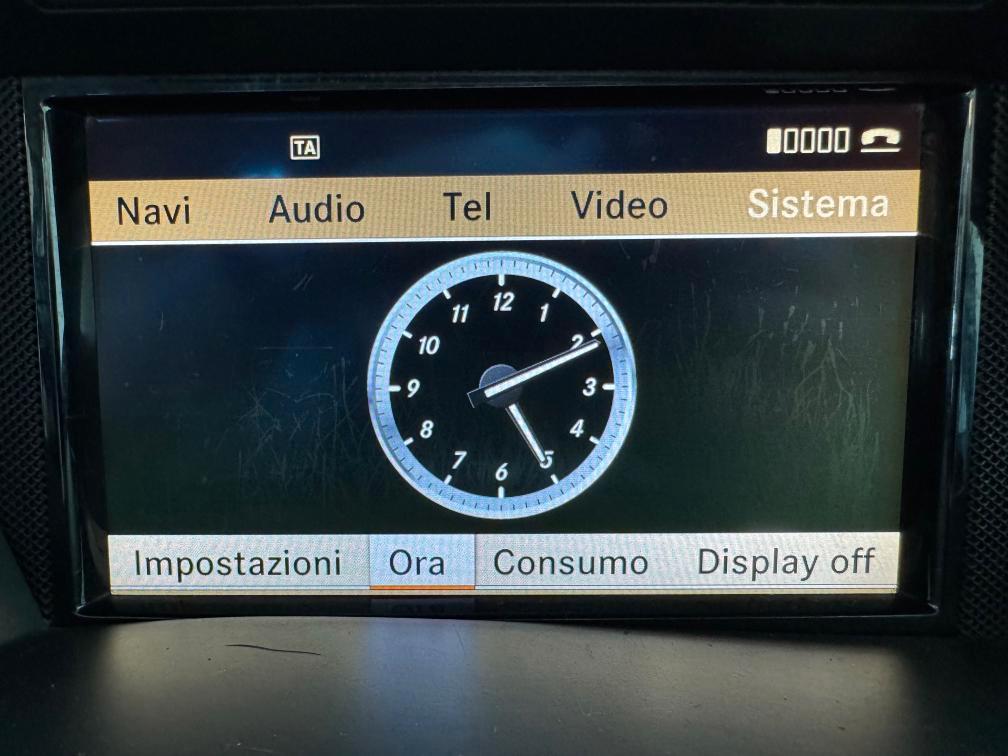 TA
Navi Audio Tel Video Sistema
12
11 1
10 2
9 3
8 4
7 5
6
Impostazioni Ora Consumo Display off